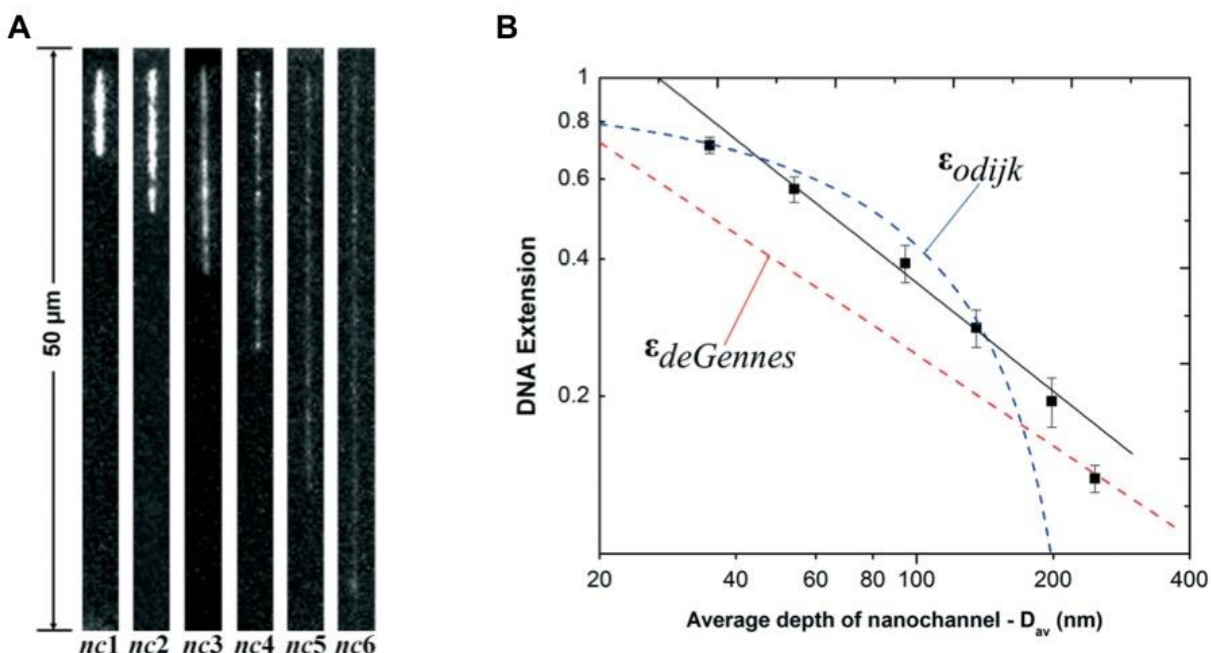 A
50 µm
nc1 nc2 nc3 nc4 nc5 nc6
B
DNA Extension
1
0.8
0.6
0.4
0.2
εodijk
εdeGennes
20 40 60 80 100 200 400
Average depth of nanochannel - Dav (nm)